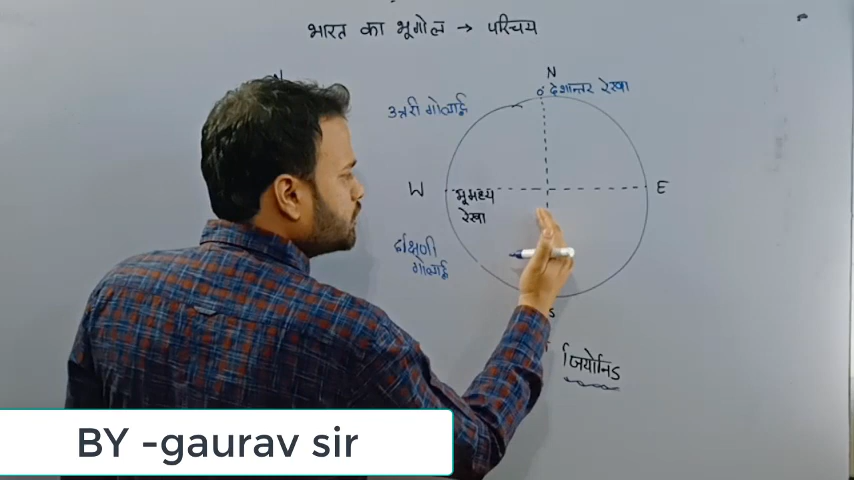 भारत का भूगोल → परिचय
N
N
0° देशान्तर रेखा
उत्तरी गोलार्द्ध
W
भूमध्य
रेखा
E
दक्षिणी
गोलार्द्ध
S
जियोनिड
BY -gaurav sir